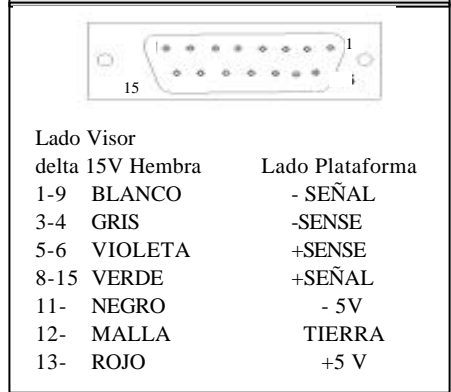 1
15
Lado Visor
delta 15V Hembra Lado Plataforma
1-9 BLANCO - SEÑAL
3-4 GRIS -SENSE
5-6 VIOLETA +SENSE
8-15 VERDE +SEÑAL
11- NEGRO - 5V
12- MALLA TIERRA
13- ROJO +5 V